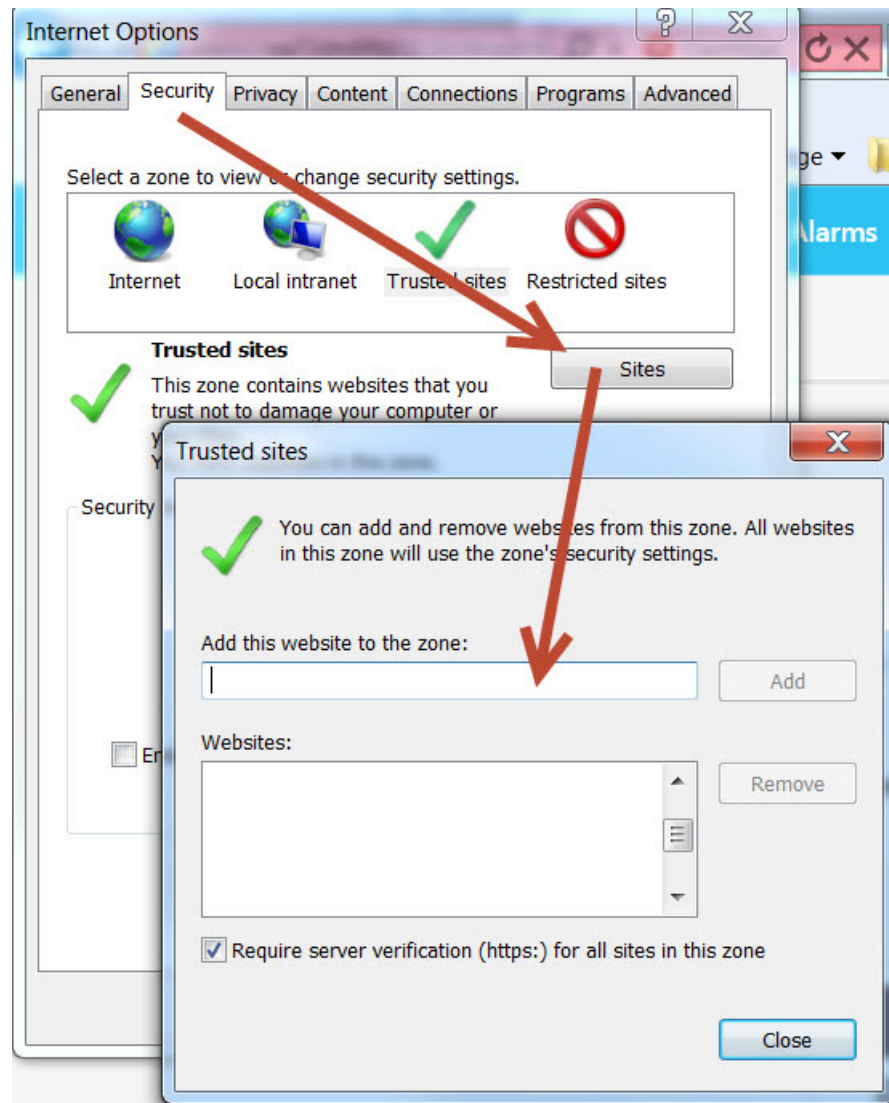 Internet Options
General Security Privacy Content Connections Programs Advanced
ge
Alarms
Select a zone to view or change security settings.
Internet Local intranet Trusted sites Restricted sites
Trusted sites
Sites
This zone contains websites that you
trust not to damage your computer or
Trusted sites
Security
You can add and remove websites from this zone. All websites
in this zone will use the zone's security settings.
Add this website to the zone:
Add
Websites:
Remove
Require server verification (https:) for all sites in this zone
Close